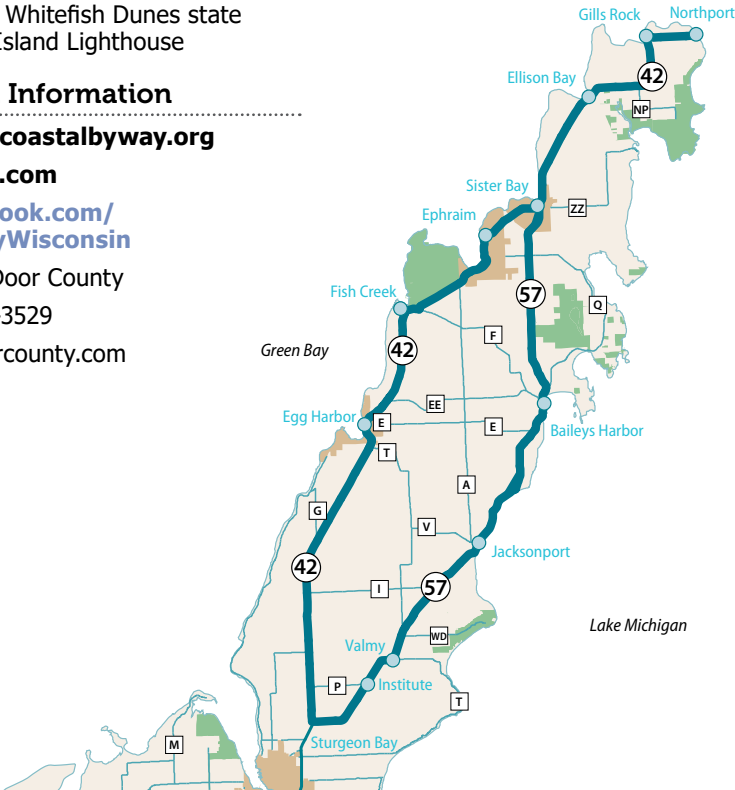 Whitefish Dunes state
Island Lighthouse
Information
coastalbyway.org
.com
ook.com/
yWisconsin
Door County
-3529
rcounty.com
Gills Rock
Northport
42
Ellison Bay
NP
Sister Bay
ZZ
Ephraim
Fish Creek
57
Q
42
F
Green Bay
EE
Egg Harbor
E
E
Baileys Harbor
T
A
G
V
Jacksonport
42
57
I
Lake Michigan
WD
Valmy
P
Institute
T
Sturgeon Bay
M